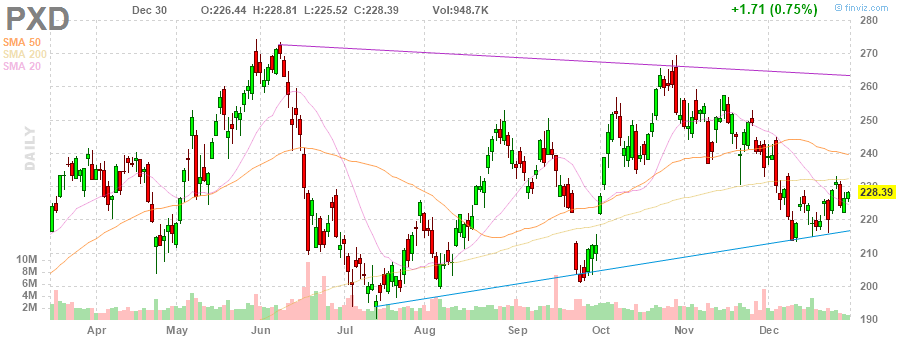 PXD Dec 30 O:226.44 H:228.81 L:225.52 C:228.39 Vol:948.7K +1.71 (0.75%) finviz.com
SMA 50
SMA 200
SMA 20
DAILY
280
270
260
250
240
230
228.39
220
210
200
190
10M
8M
6M
4M
2M
Apr May Jun Jul Aug Sep Oct Nov Dec